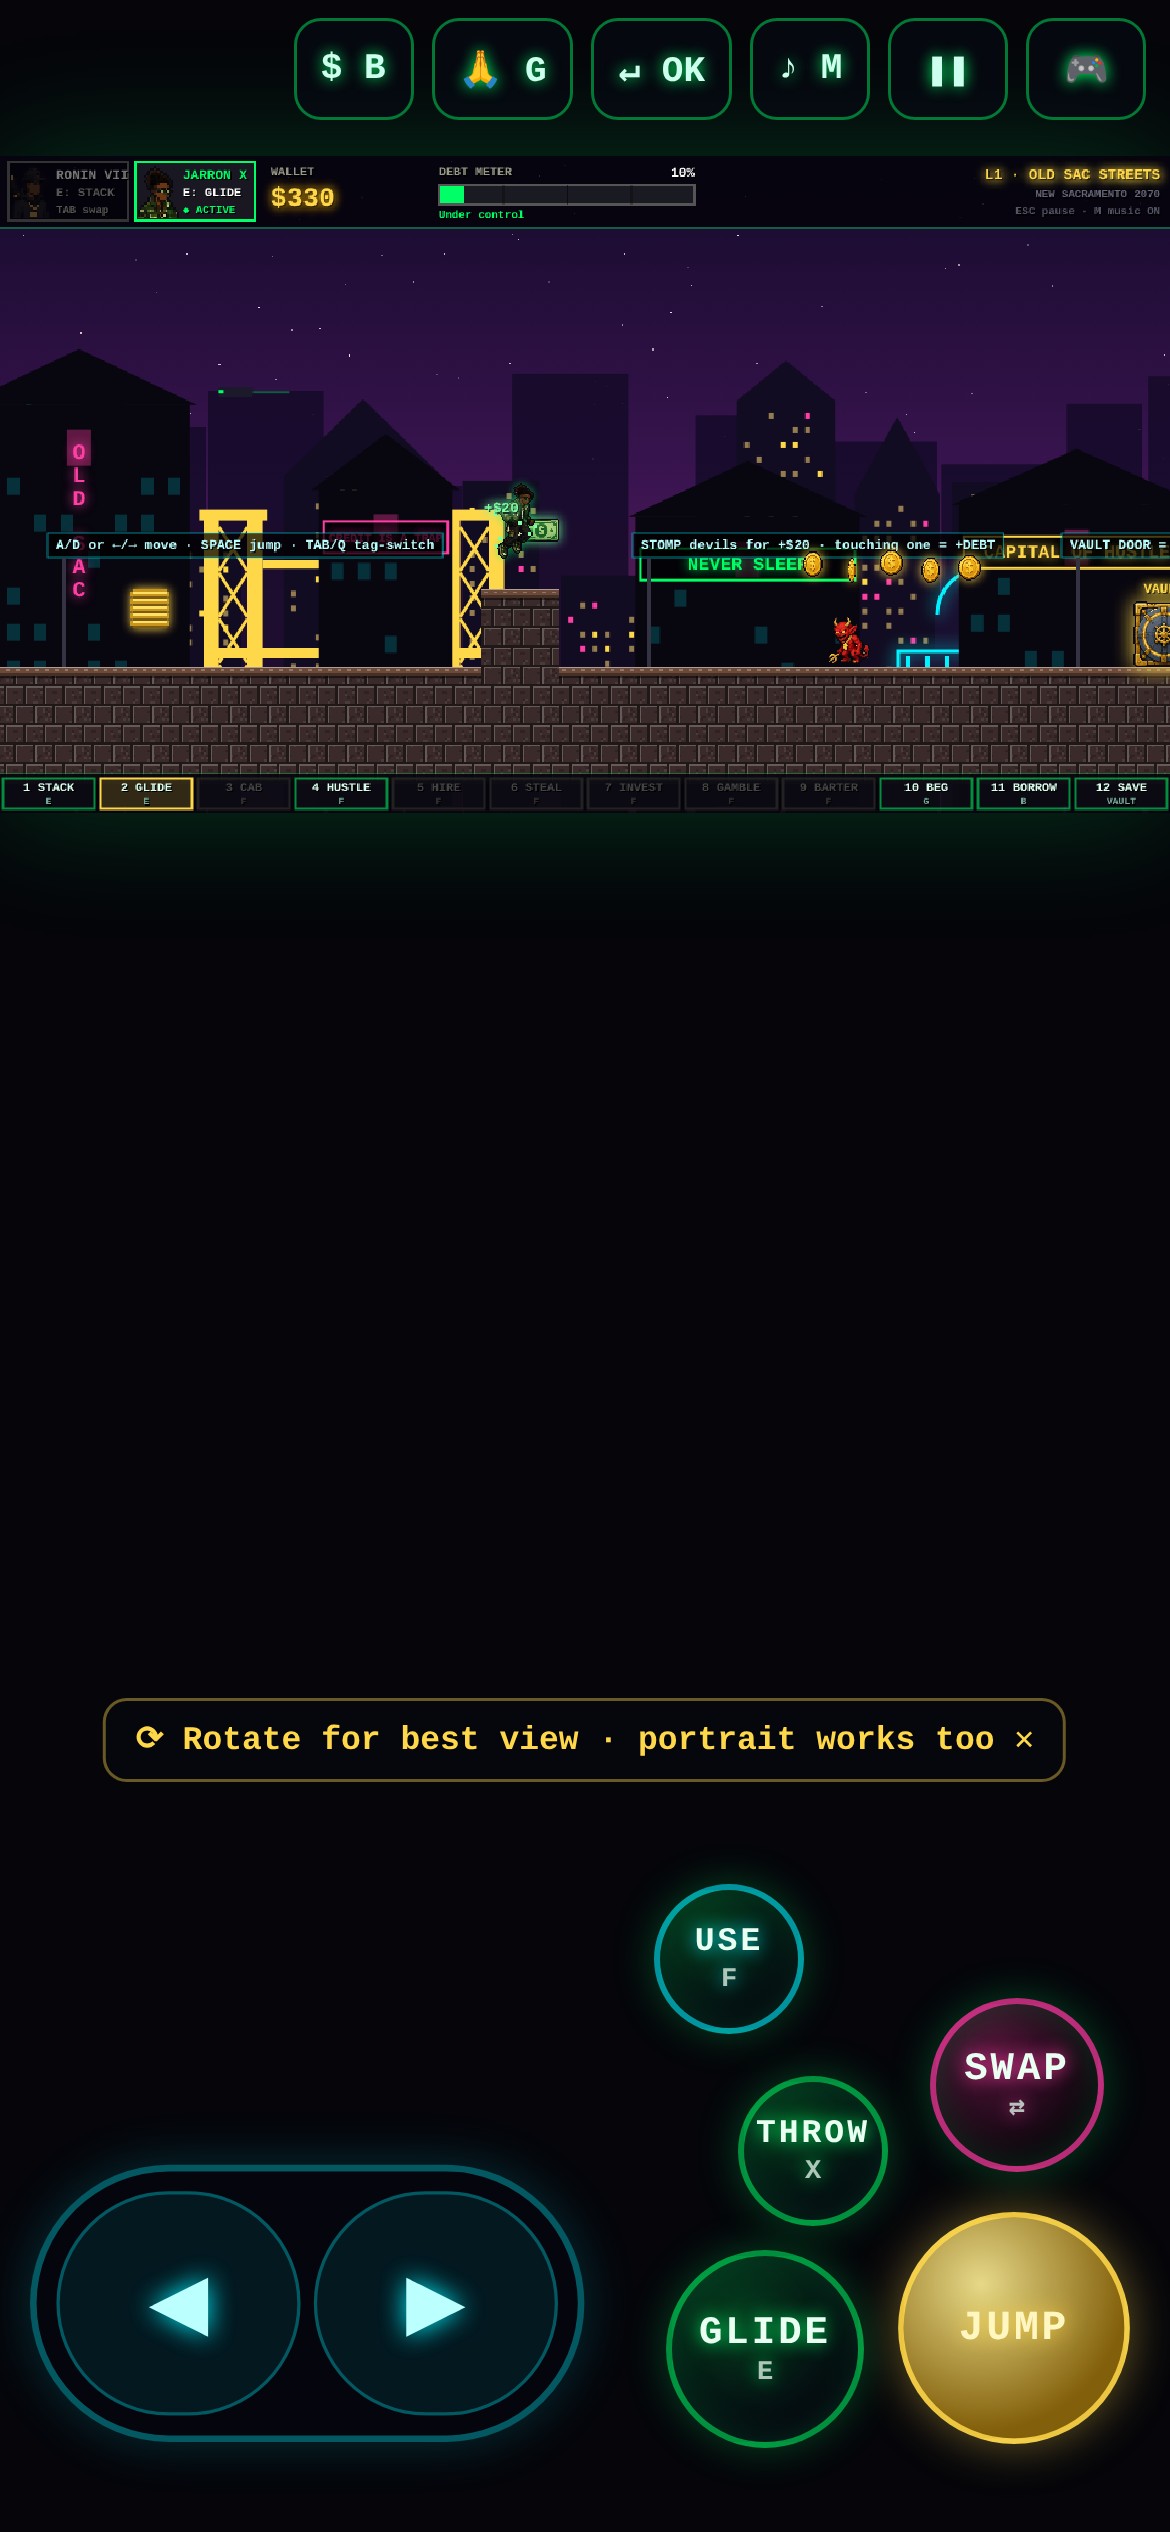 $ B
🙏 G
↵ OK
♪ M
❚❚
🎮
RONIN VII
E: STACK
TAB swap
JARRON X
E: GLIDE
● ACTIVE
WALLET
$330
DEBT METER 10%
Under control
L1 · OLD SAC STREETS
NEW SACRAMENTO 2070
ESC pause - M music ON
OLD
AC
+$20
A/D or ←/→ move · SPACE jump · TAB/Q tag-switch
STOMP devils for +$20 · touching one = +DEBT
VAULT DOOR =
NEVER SLEEP
APITAL
VAU
1 STACK
E
2 GLIDE
E
3 CAB
F
4 HUSTLE
F
5 HIRE
F
6 STEAL
F
7 INVEST
F
8 GAMBLE
F
9 BARTER
F
10 BEG
G
11 BORROW
B
12 SAVE
VAULT
⟳ Rotate for best view · portrait works too ✕
USE
F
SWAP
⇄
THROW
X
◀ ▶
GLIDE
E
JUMP